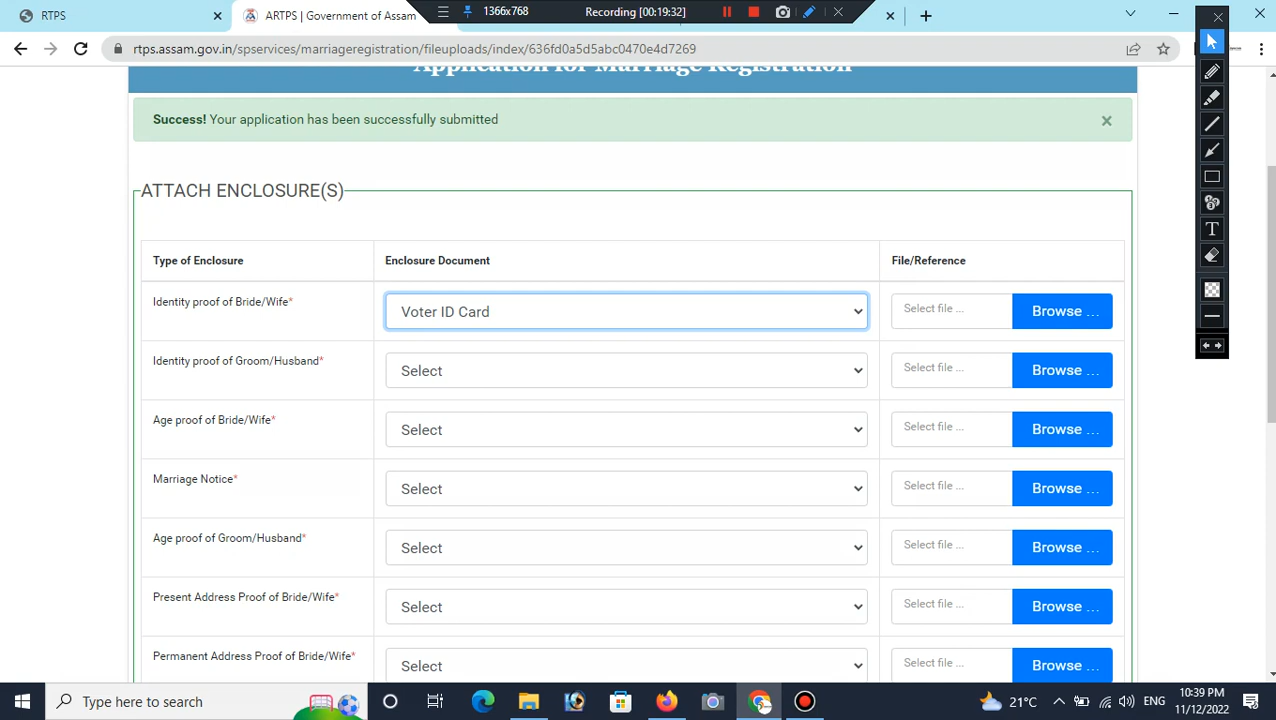 RTPS
ARTPS | Government of Assam
1366x768
Recording [00:19:32]
rtps.assam.gov.in/spservices/marriageregistration/fileuploads/index/636fd0a5d5abc0470e4d7269
Application for Marriage Registration
Success! Your application has been successfully submitted
ATTACH ENCLOSURE(S)
Type of Enclosure Enclosure Document File/Reference
Identity proof of Bride/Wife* Voter ID Card Select file ... Browse ...
Identity proof of Groom/Husband* Select Select file ... Browse ...
Age proof of Bride/Wife* Select Select file ... Browse ...
Marriage Notice* Select Select file ... Browse ...
Age proof of Groom/Husband* Select Select file ... Browse ...
Present Address Proof of Bride/Wife* Select Select file ... Browse ...
Permanent Address Proof of Bride/Wife* Select Select file ... Browse ...
Type here to search
21°C
ENG
10:39 PM
11/12/2022